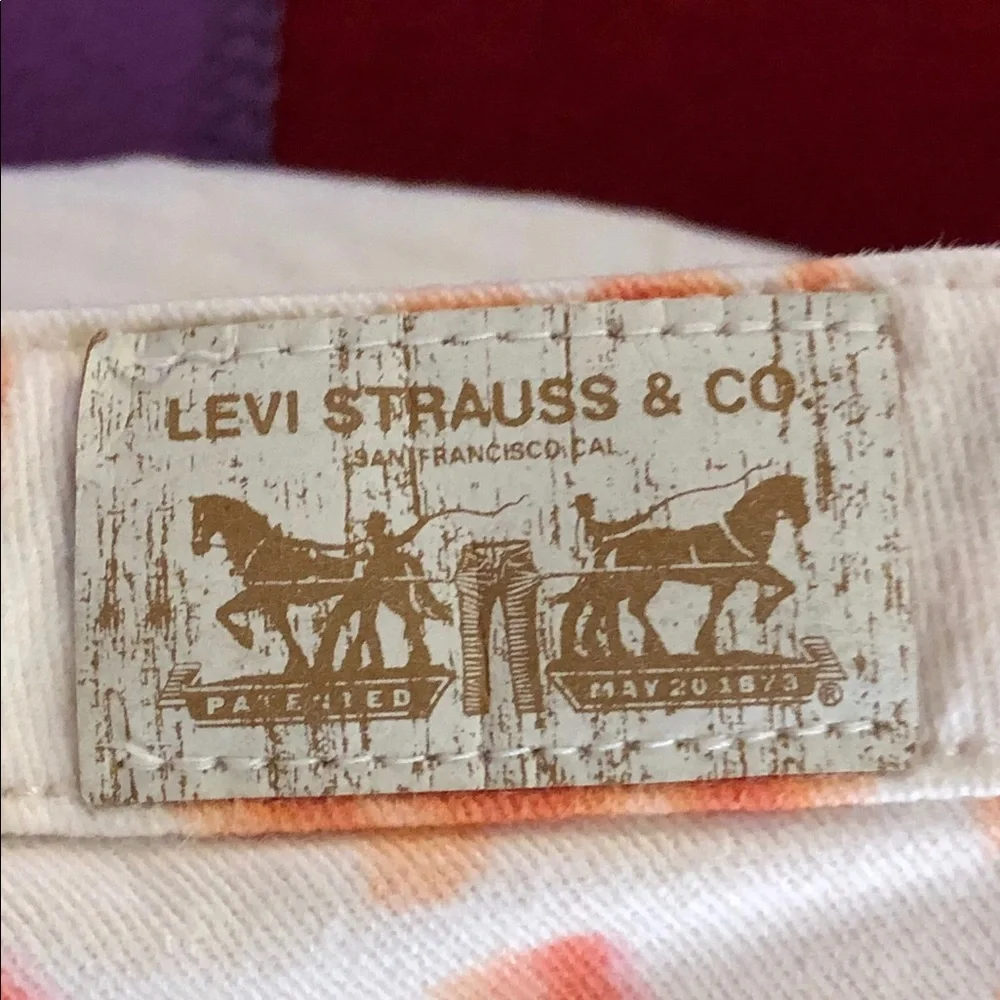 LEVI STRAUSS & CO.
SAN FRANCISCO, CAL.
PATENTED
MAY 20 1873 ®